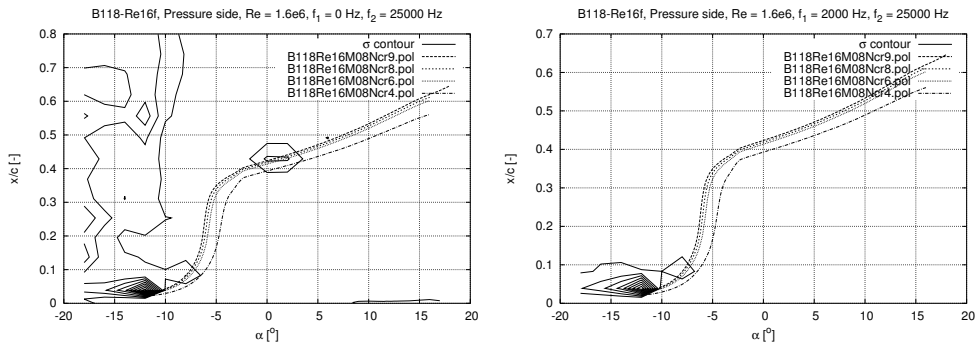 B118-Re16f, Pressure side, Re = 1.6e6, f1 = 0 Hz, f2 = 25000 Hz
0.8
0.7
0.6
0.5
0.4
0.3
0.2
0.1
0
x/c [-]
σ contour
B118Re16M08Ncr9.pol
B118Re16M08Ncr8.pol
B118Re16M08Ncr6.pol
B118Re16M08Ncr4.pol
-20 -15 -10 -5 0 5 10 15 20
α [°]
B118-Re16f, Pressure side, Re = 1.6e6, f1 = 2000 Hz, f2 = 25000 Hz
0.7
0.6
0.5
0.4
0.3
0.2
0.1
0
x/c [-]
σ contour
B118Re16M08Ncr9.pol
B118Re16M08Ncr8.pol
B118Re16M08Ncr6.pol
B118Re16M08Ncr4.pol
-20 -15 -10 -5 0 5 10 15 20
α [°]